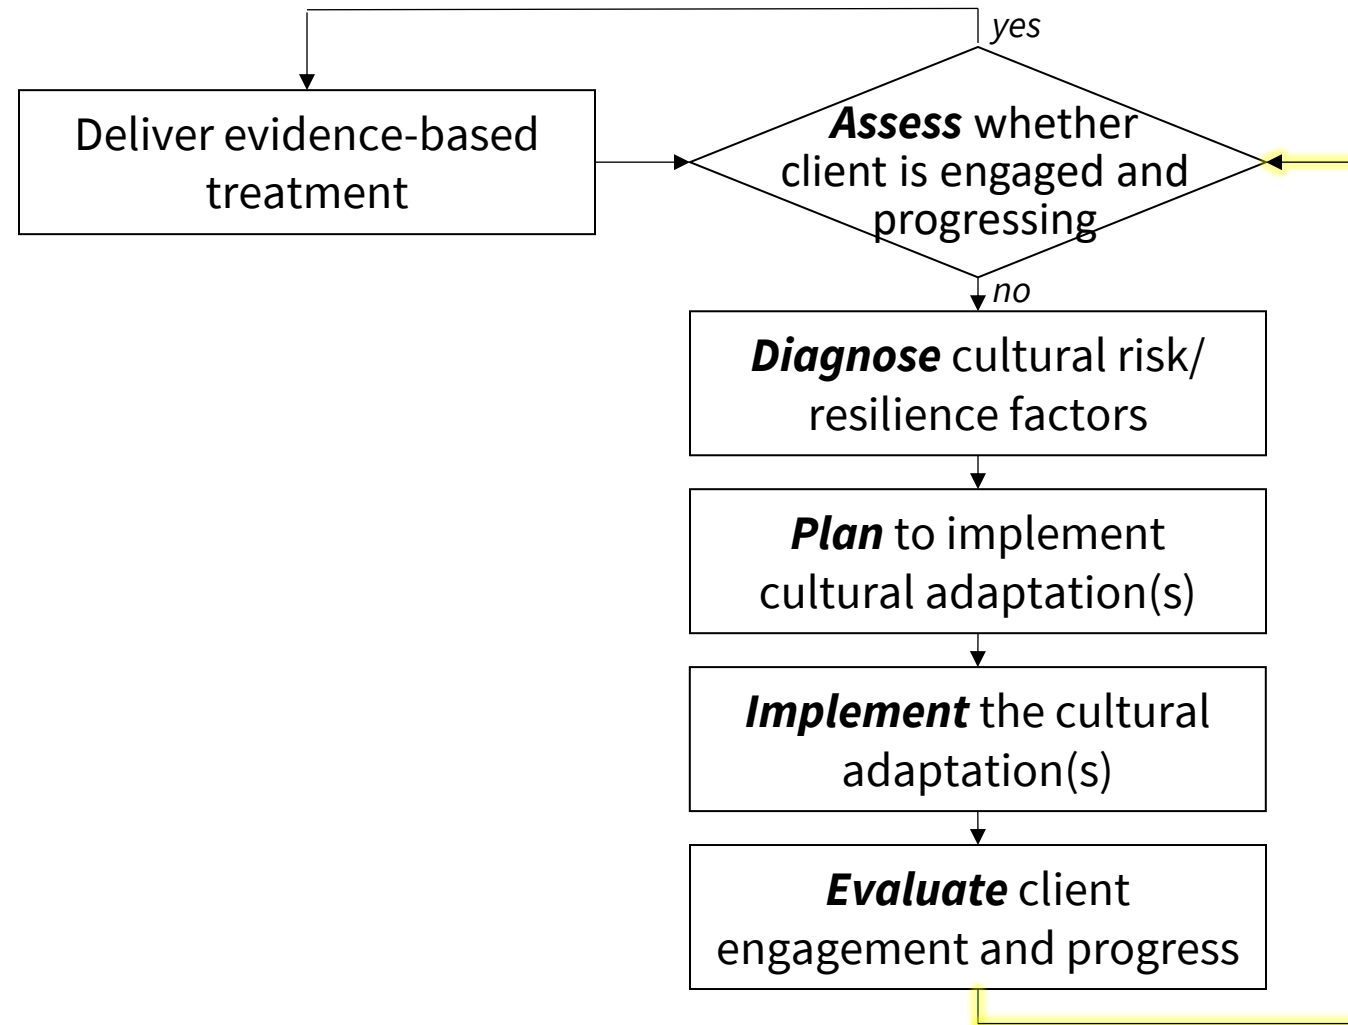 yes
Deliver evidence-based
treatment
Assess whether
client is engaged and
progressing
no
Diagnose cultural risk/
resilience factors
Plan to implement
cultural adaptation(s)
Implement the cultural
adaptation(s)
Evaluate client
engagement and progress